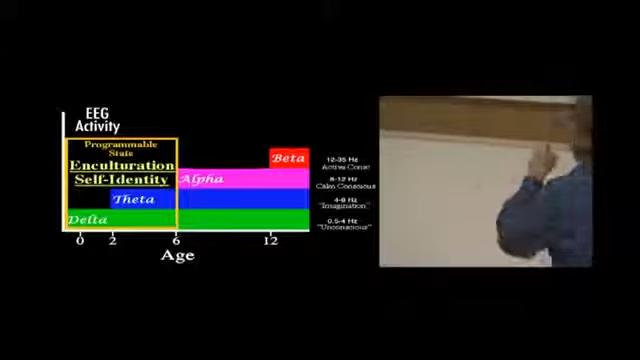 EEG
Activity
Programmable
State
Enculturation
Self-Identity
Beta
Alpha
Theta
Delta
12-35 Hz
Active Consc
8-12 Hz
Calm Conscious
4-8 Hz
"Imagination"
0.5-4 Hz
"Unconscious"
0 2 6 12
Age